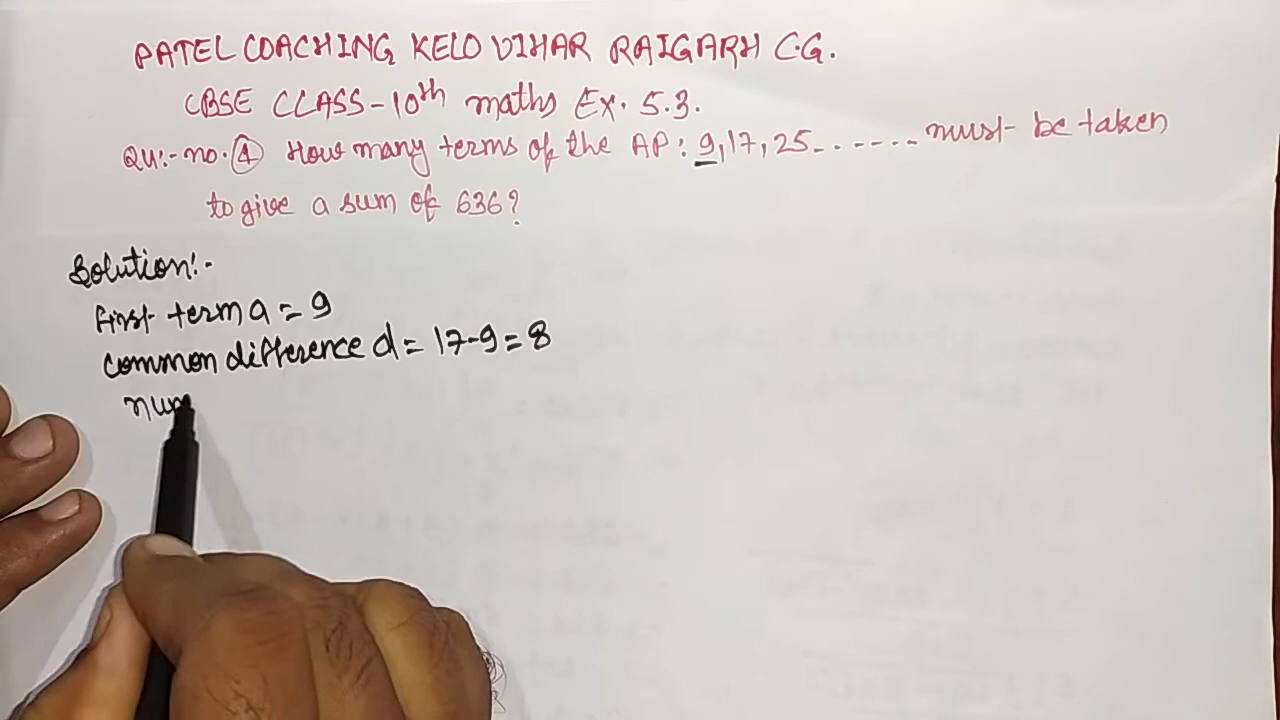 PATEL COACHING KELO VIHAR RAIGARH C.G.
CBSE CLASS-10th maths Ex. 5.3.
QU:-no. 4 How many terms of the AP: 9,17,25....... must be taken
to give a sum of 636?
Solution:-
First term a = 9
common difference d = 17-9 = 8
num